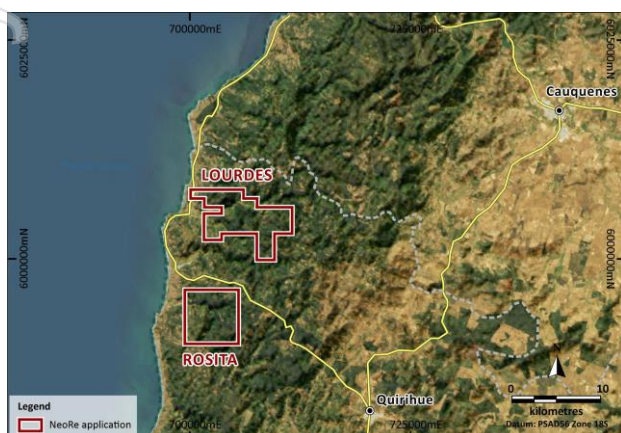 700000mE
725000mE
6025000mN
6025000mN
Cauquenes
LOURDES
6000000mN
6000000mN
ROSITA
N
Quirihue
0 10
kilometres
Datum: PSAD56 Zone 18S
700000mE
725000mE
Legend
NeoRe application